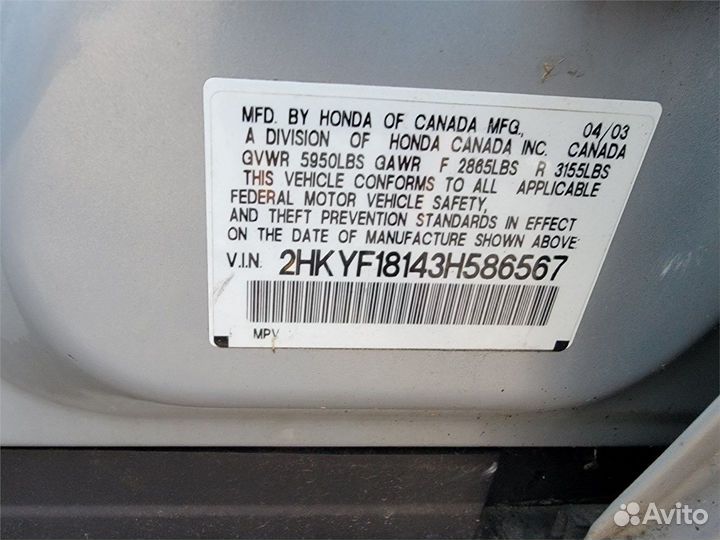 MFD. BY HONDA OF CANADA MFG., 04/03
A DIVISION OF HONDA CANADA INC. CANADA
GVWR 5950LBS GAWR F 2865LBS R 3155LBS
THIS VEHICLE CONFORMS TO ALL APPLICABLE
FEDERAL MOTOR VEHICLE SAFETY,
AND THEFT PREVENTION STANDARDS IN EFFECT
ON THE DATE OF MANUFACTURE SHOWN ABOVE.
V.I.N. 2HKYF18143H586567
MPV
Avito